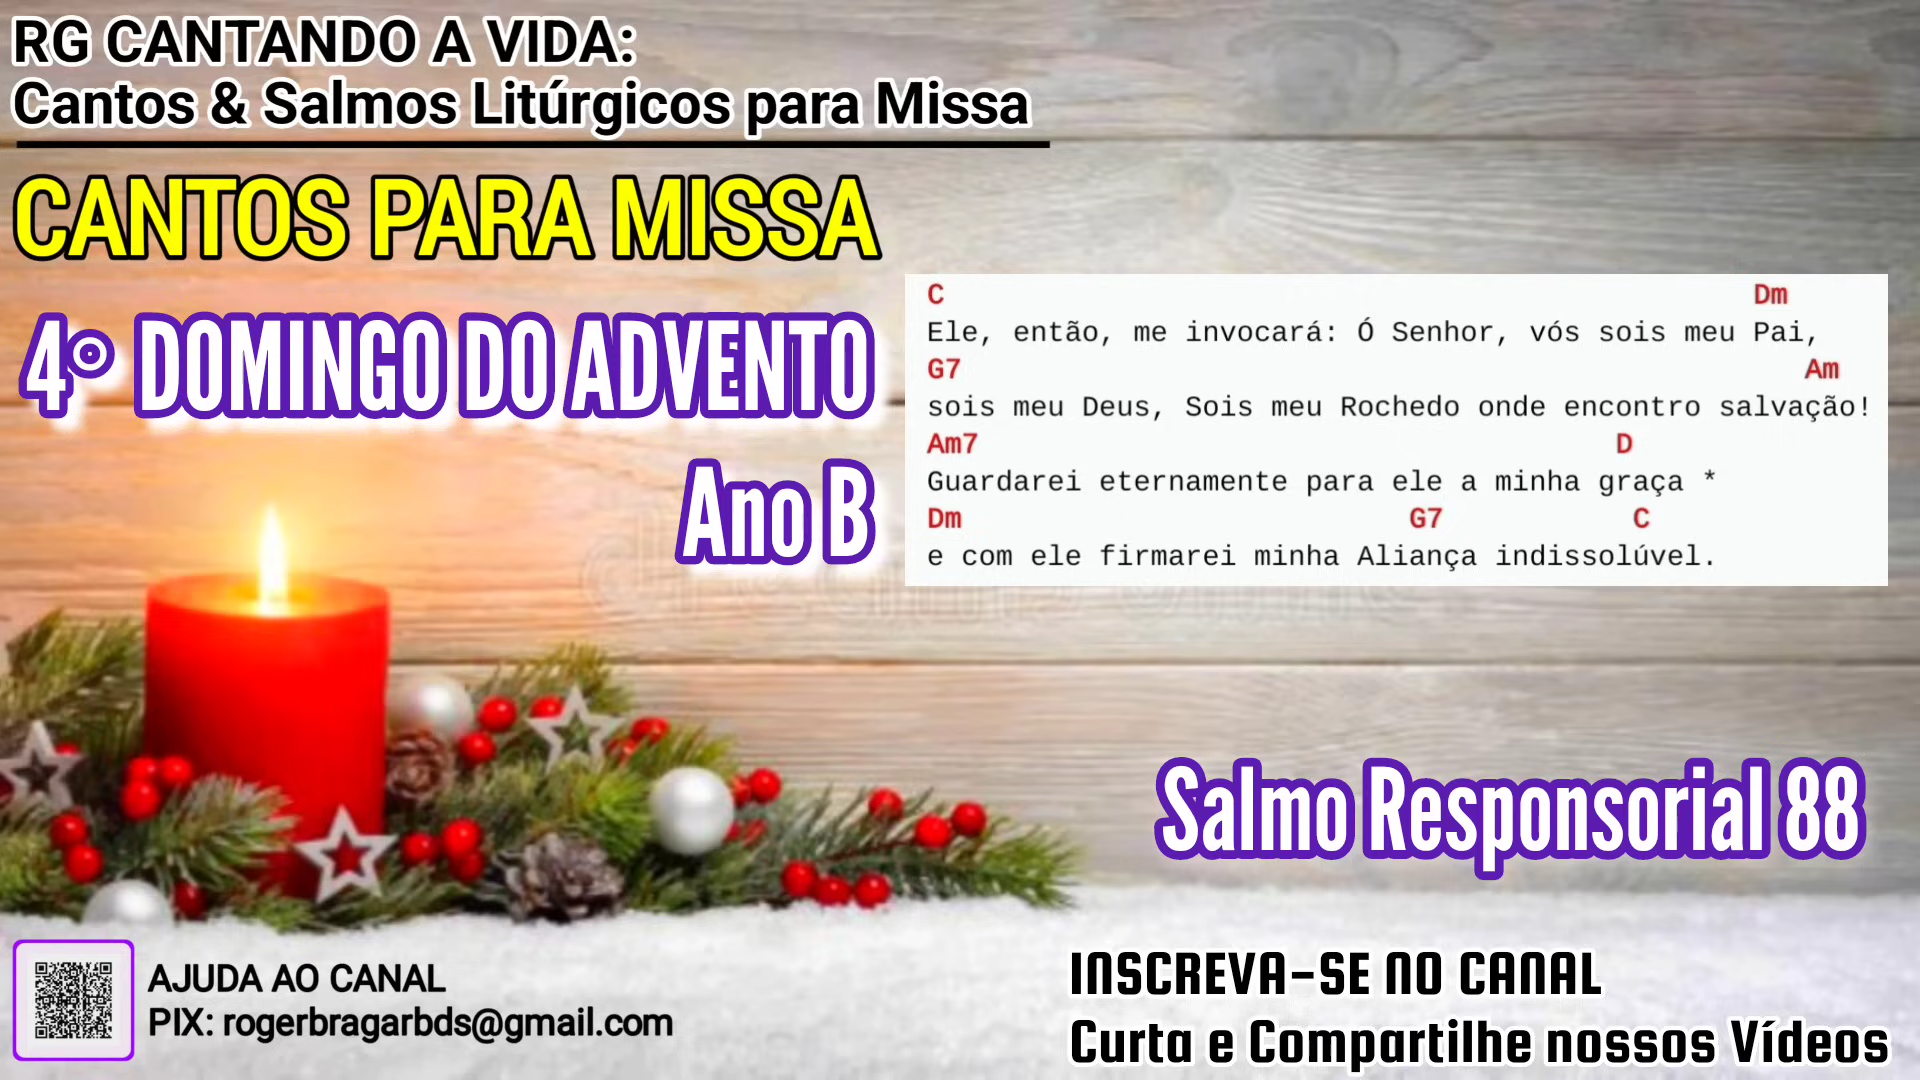 RG CANTANDO A VIDA:
Cantos & Salmos Litúrgicos para Missa
CANTOS PARA MISSA
4º DOMINGO DO ADVENTO
Ano B
C Dm
Ele, então, me invocará: Ó Senhor, vós sois meu Pai,
G7 Am
sois meu Deus, Sois meu Rochedo onde encontro salvação!
Am7 D
Guardarei eternamente para ele a minha graça *
Dm G7 C
e com ele firmarei minha Aliança indissolúvel.
Salmo Responsorial 88
AJUDA AO CANAL
PIX: rogerbragarbds@gmail.com
INSCREVA-SE NO CANAL
Curta e Compartilhe nossos Vídeos